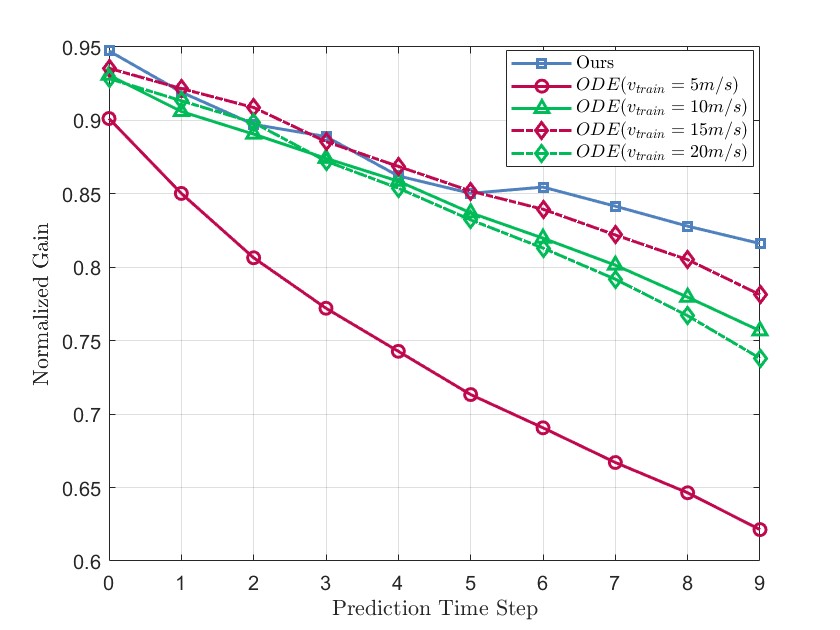 Ours
ODE(v_train = 5m/s)
ODE(v_train = 10m/s)
ODE(v_train = 15m/s)
ODE(v_train = 20m/s)
Normalized Gain
0.95
0.9
0.85
0.8
0.75
0.7
0.65
0.6
0 1 2 3 4 5 6 7 8 9
Prediction Time Step